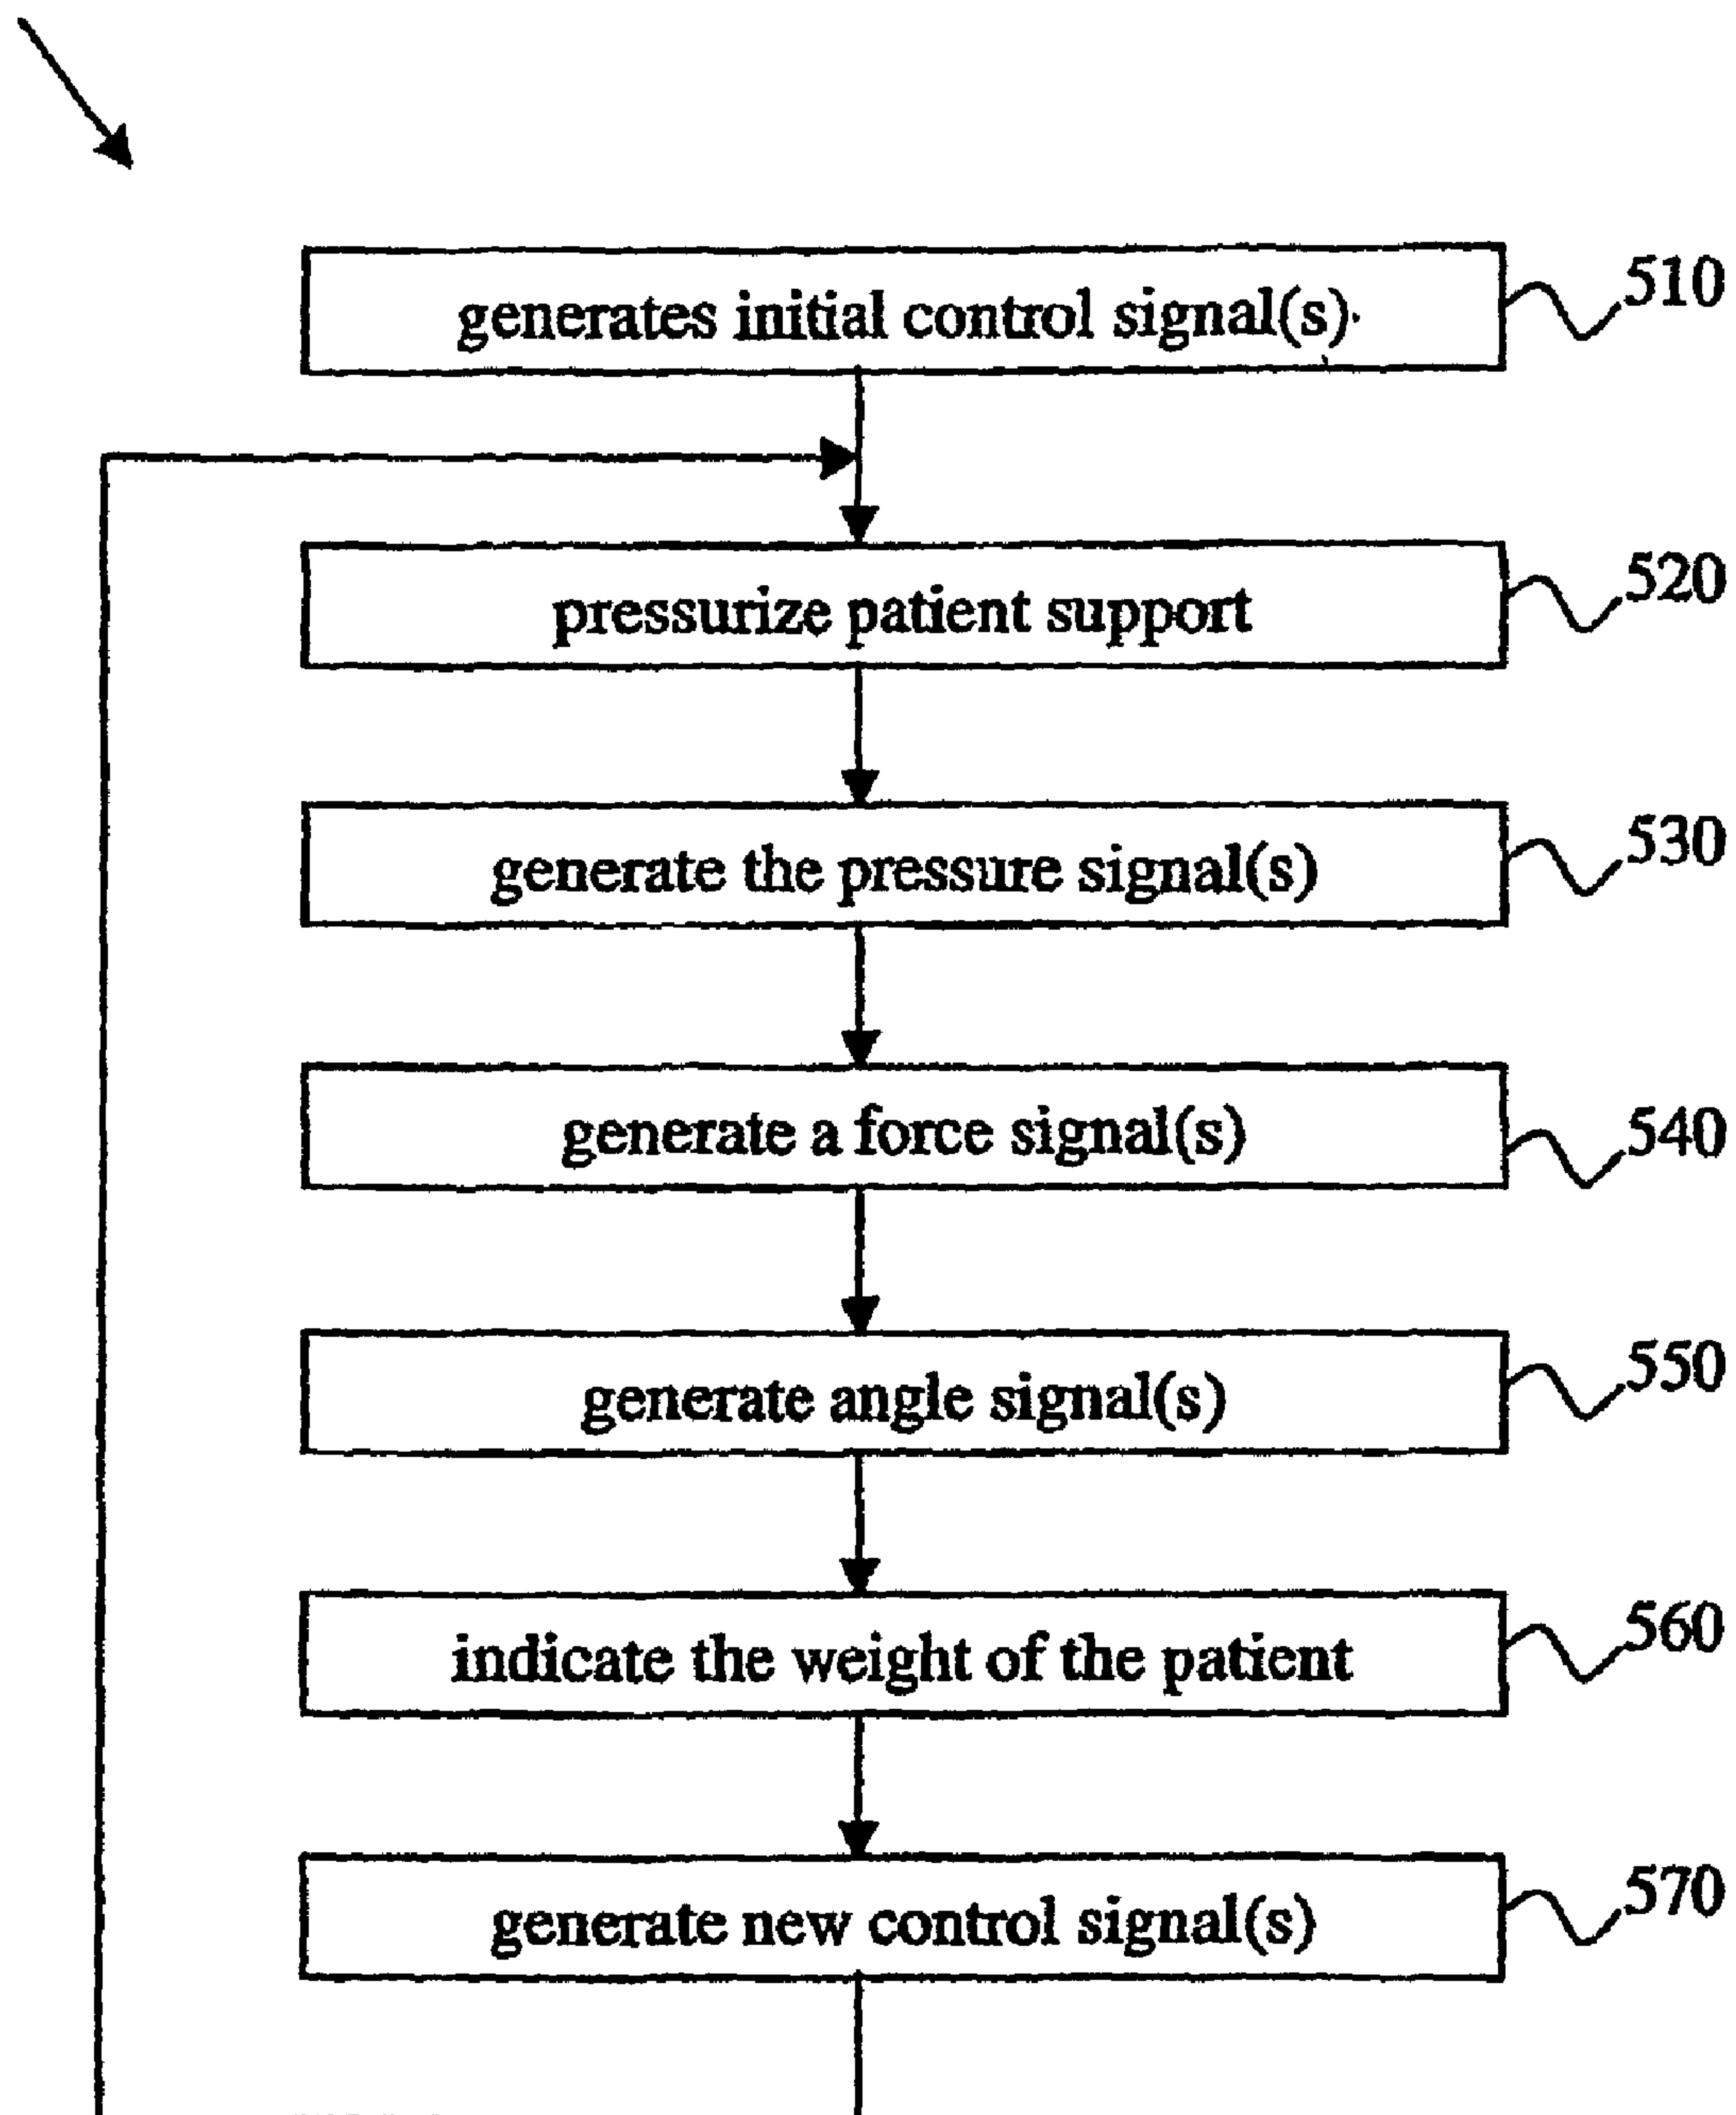 generates initial control signal(s)
510
pressurize patient support
520
generate the pressure signal(s)
530
generate a force signal(s)
540
generate angle signal(s)
550
indicate the weight of the patient
560
generate new control signal(s)
570